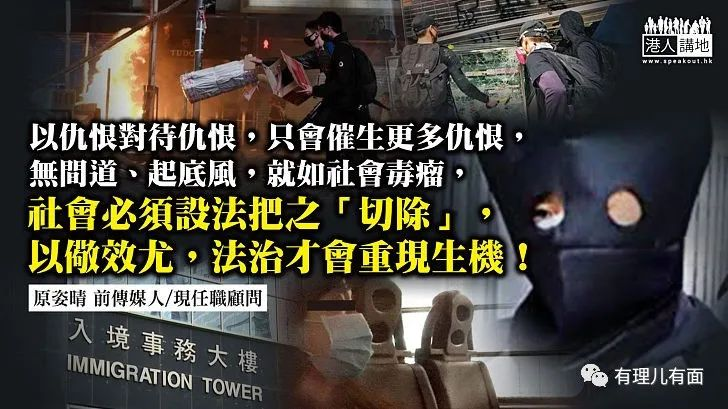 港人講地
www.speakout.hk
以仇恨對待仇恨，只會催生更多仇恨，
無間道、起底風，就如社會毒瘤，
社會必須設法把之「切除」，
以儆效尤，法治才會重現生機！
原姿晴 前傳媒人/現任職顧問
入境事務大樓
IMMIGRATION TOWER
有理儿有面